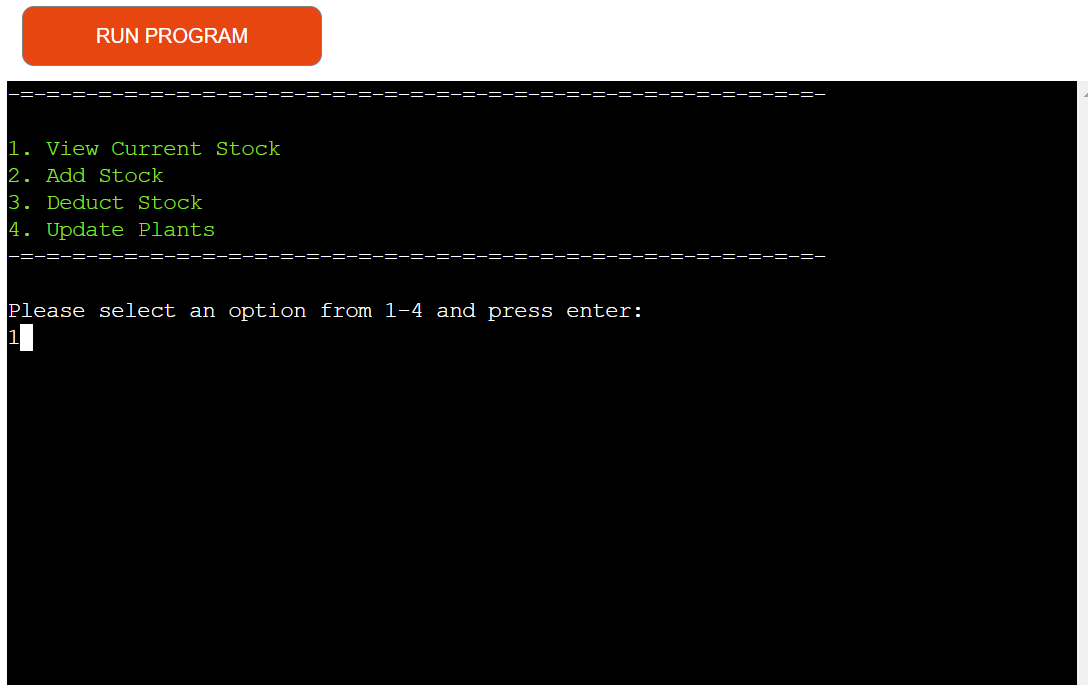 RUN PROGRAM
-=-=-=-=-=-=-=-=-=-=-=-=-=-=-=-=-=-=-=-=-=-=-=-=-=-=-=-=-=-=-=-
1. View Current Stock
2. Add Stock
3. Deduct Stock
4. Update Plants
-=-=-=-=-=-=-=-=-=-=-=-=-=-=-=-=-=-=-=-=-=-=-=-=-=-=-=-=-=-=-=-
Please select an option from 1-4 and press enter:
1